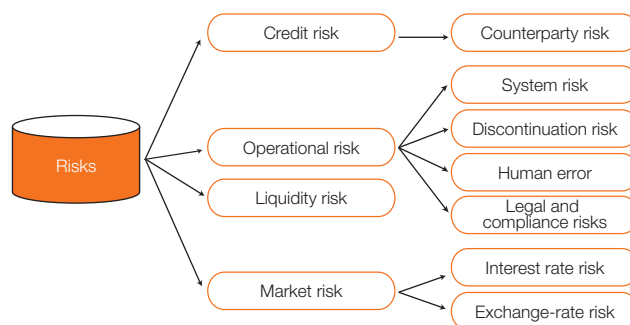 Credit risk
Counterparty risk
System risk
Discontinuation risk
Risks
Operational risk
Human error
Liquidity risk
Legal and
compliance risks
Interest rate risk
Market risk
Exchange-rate risk